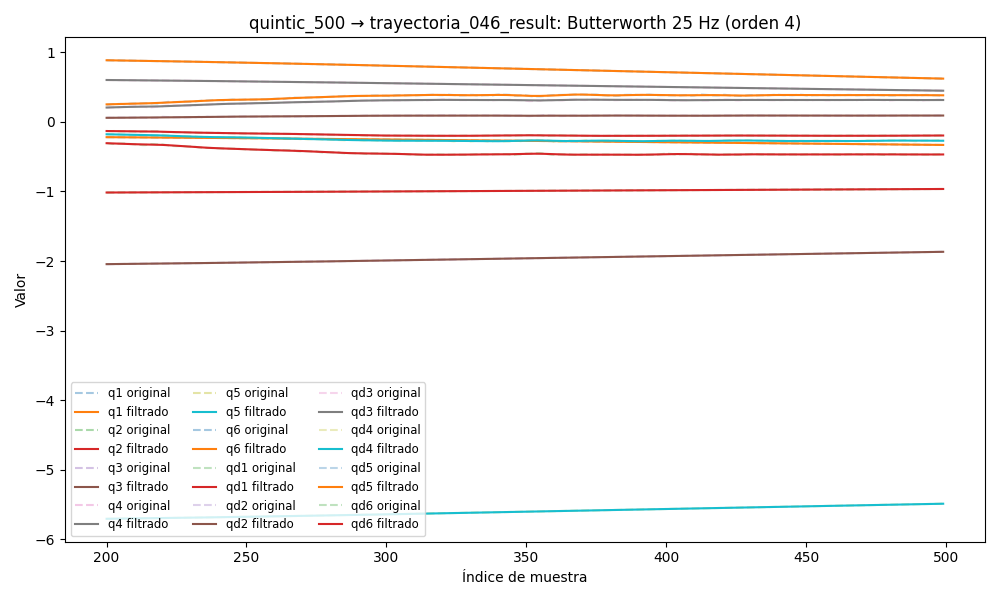 quintic_500 → trayectoria_046_result: Butterworth 25 Hz (orden 4)
Valor
1
0
−1
−2
−3
−4
−5
−6
q1 original
q1 filtrado
q2 original
q2 filtrado
q3 original
q3 filtrado
q4 original
q4 filtrado
q5 original
q5 filtrado
q6 original
q6 filtrado
qd1 original
qd1 filtrado
qd2 original
qd2 filtrado
qd3 original
qd3 filtrado
qd4 original
qd4 filtrado
qd5 original
qd5 filtrado
qd6 original
qd6 filtrado
200 250 300 350 400 450 500
Índice de muestra